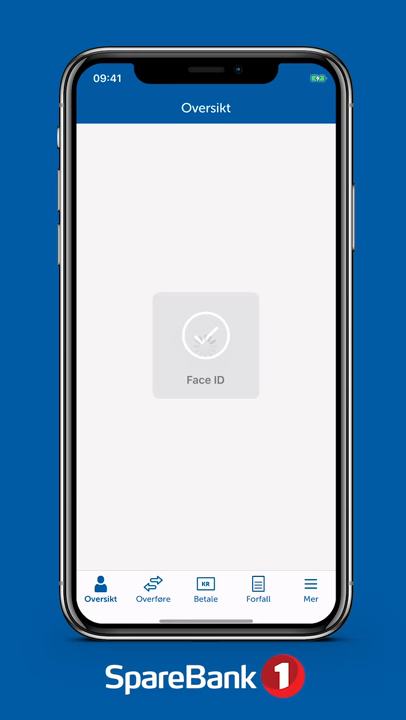 09:41
Oversikt
Face ID
KR
Oversikt Overføre Betale Forfall Mer
SpareBank 1